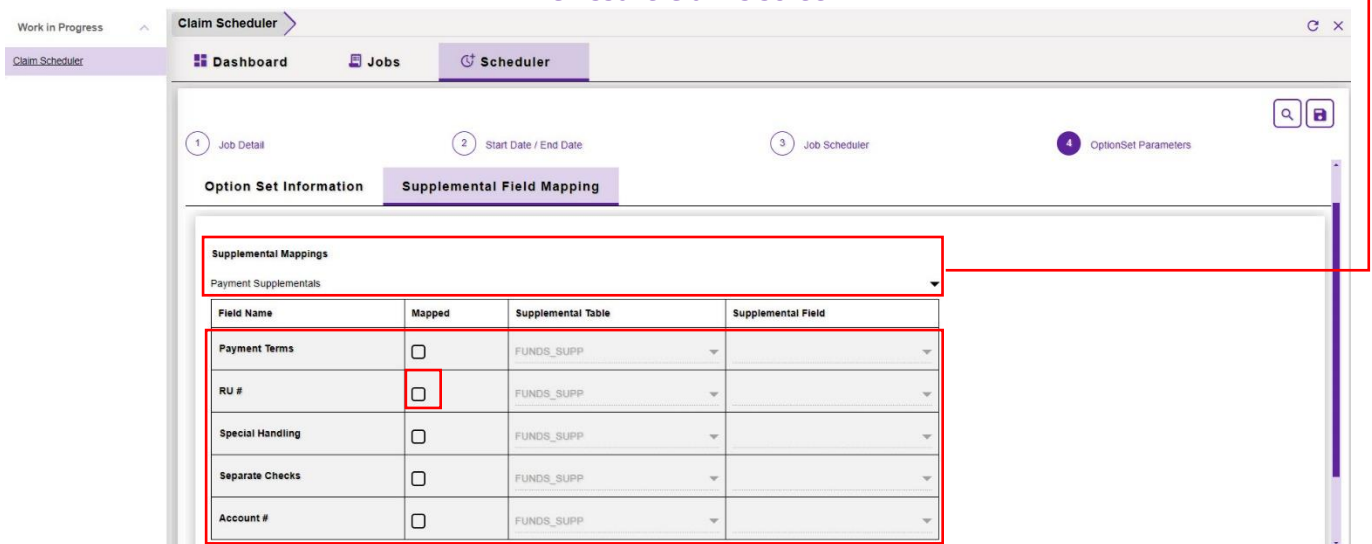 Work in Progress
Claim Scheduler
Claim Scheduler
Dashboard
Jobs
Scheduler
1 Job Detail
2 Start Date / End Date
3 Job Scheduler
4 OptionSet Parameters
Option Set Information
Supplemental Field Mapping
Supplemental Mappings
Payment Supplementals
Field Name Mapped Supplemental Table Supplemental Field
Payment Terms FUNDS_SUPP
RU # FUNDS_SUPP
Special Handling FUNDS_SUPP
Separate Checks FUNDS_SUPP
Account # FUNDS_SUPP